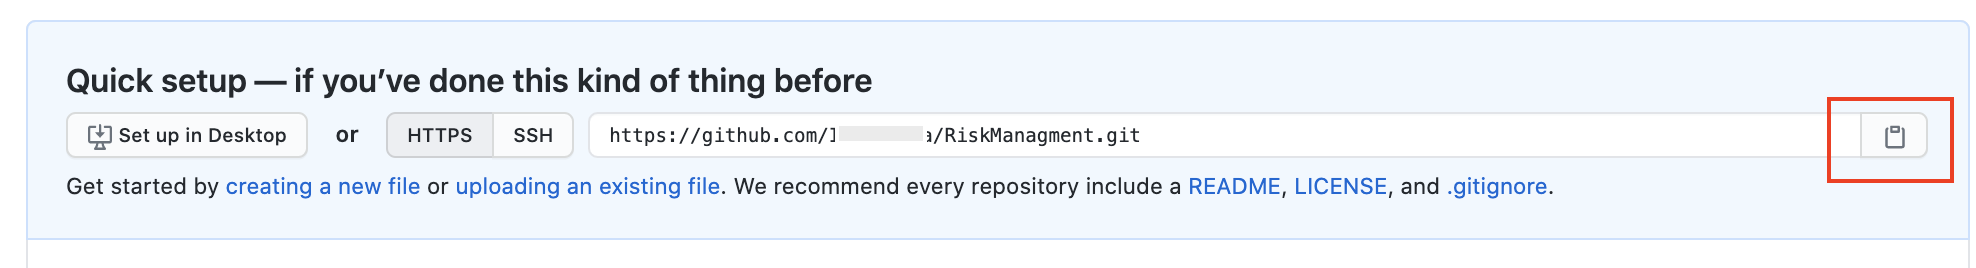 Quick setup — if you’ve done this kind of thing before
Set up in Desktop or HTTPS SSH https://github.com/I a/RiskManagment.git
Get started by creating a new file or uploading an existing file. We recommend every repository include a README, LICENSE, and .gitignore.